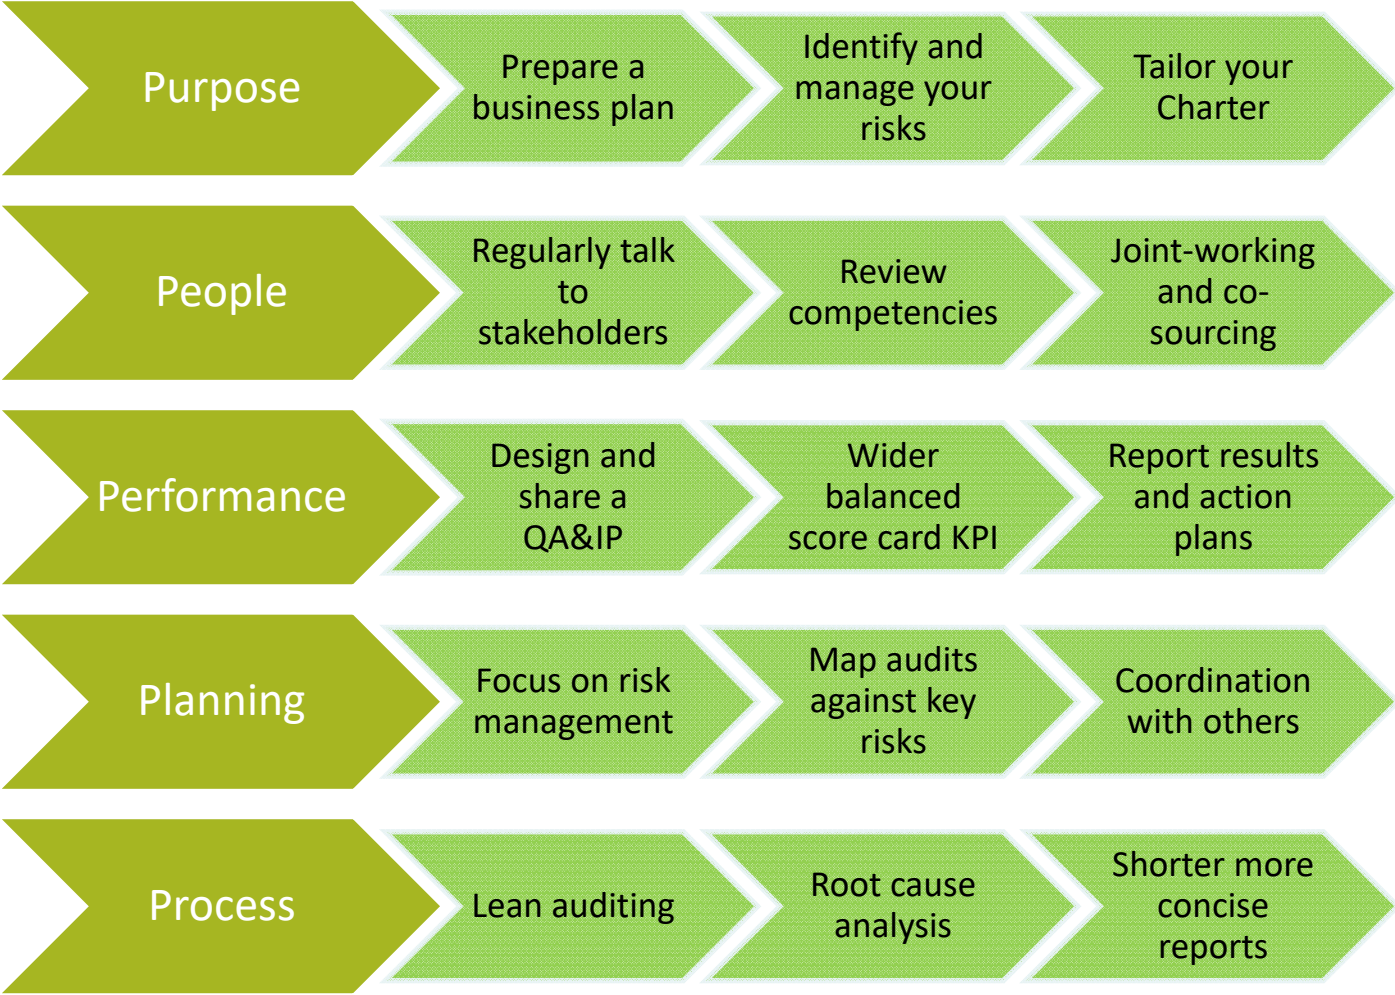 Purpose
Prepare a
business plan
Identify and
manage your
risks
Tailor your
Charter
People
Regularly talk
to
stakeholders
Review
competencies
Joint-working
and co-
sourcing
Performance
Design and
share a
QA&IP
Wider
balanced
score card KPI
Report results
and action
plans
Planning
Focus on risk
management
Map audits
against key
risks
Coordination
with others
Process
Lean auditing
Root cause
analysis
Shorter more
concise
reports